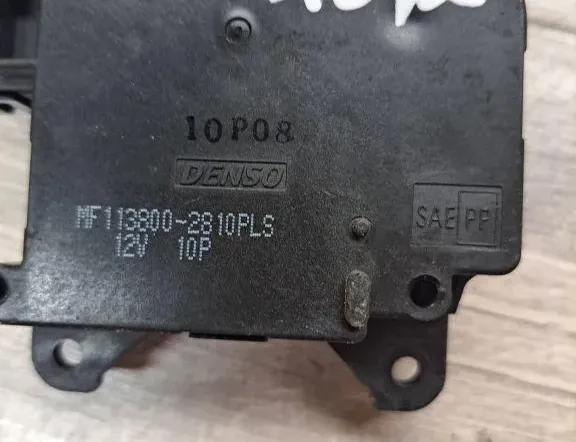 10P08
DENSO
MF113800-2810PLS
12V 10P
SAE PP